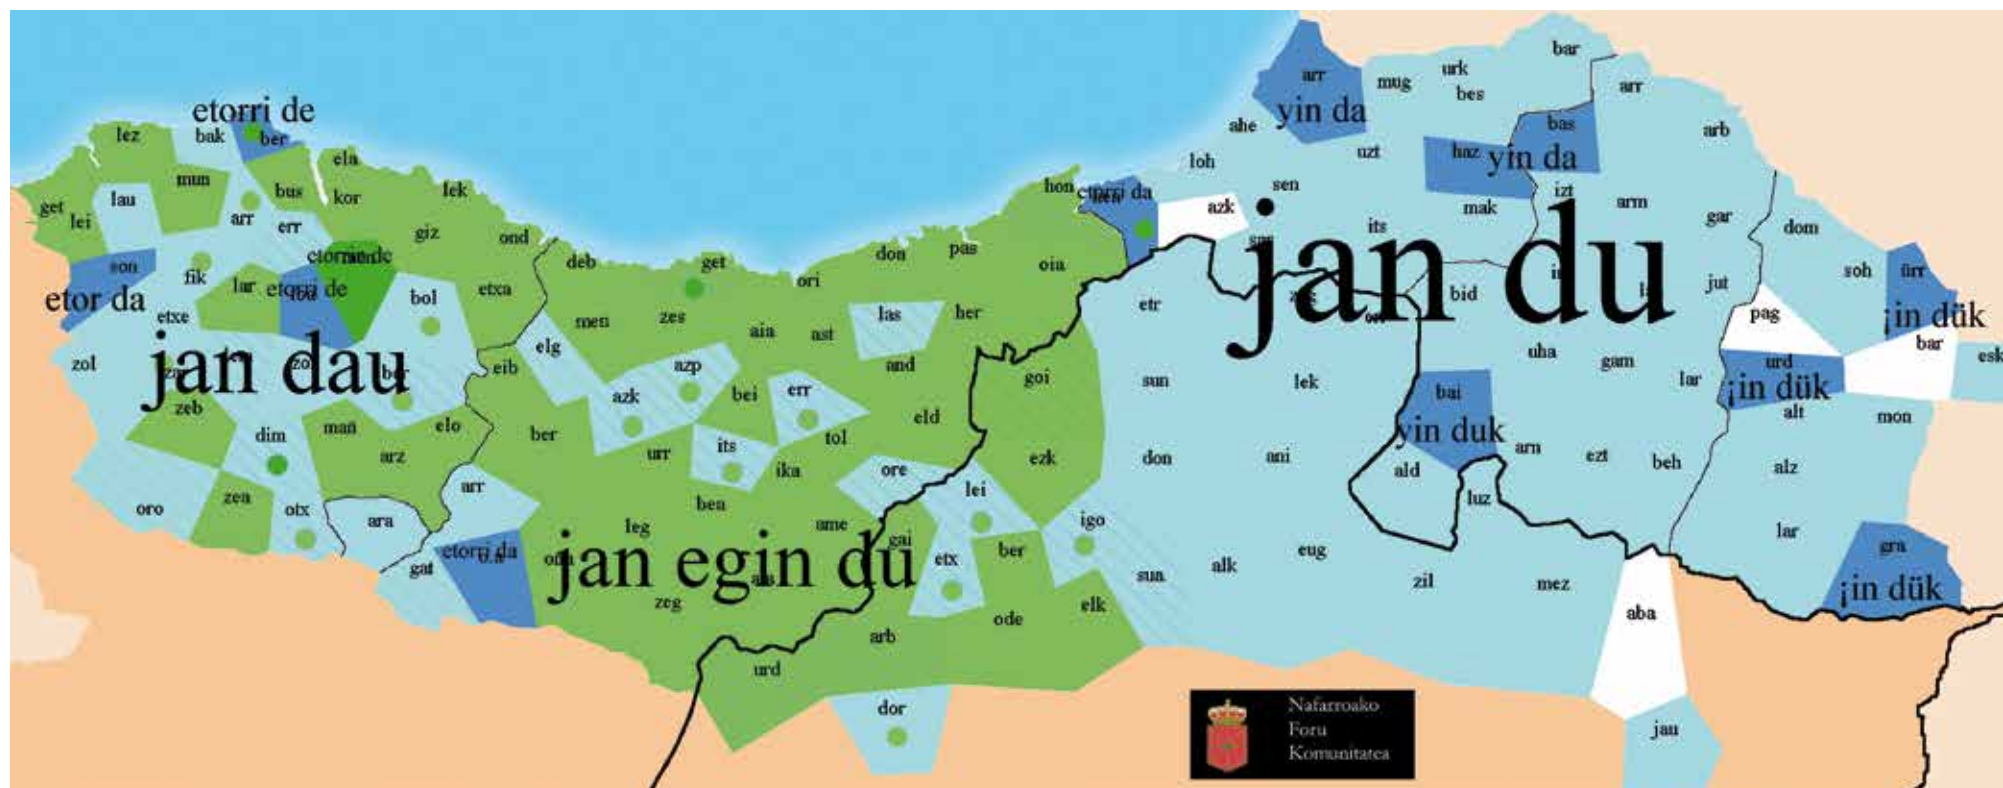 etorri de
lez
bak
ber
ela
mun
bus
kor
lek
lau
get
lei
arr
err
giz
ond
etorri de
son
fik
lar
etorri de
bol
etxa
etor da
etxe
zol
jan dau
zeb
dim
mañ
elo
arz
zea
otx
oro
ara
arr
gat
etorri da
deb
get
ori
don
pas
hon
oia
etorri da
men
zes
aia
ast
las
her
elg
eib
azp
and
azk
bei
err
eld
ber
urr
its
tol
ika
ore
lei
bea
leg
ame
gai
jan egin du
etx
ber
zeg
ode
elk
arb
urd
dor
goi
ezk
igo
etr
sun
lek
don
ani
sua
alk
eug
zil
mez
aba
jau
arr
yin da
mug
urk
bes
bar
arr
ahe
uzt
haz
bas
yin da
arb
loh
azk
sen
mak
izt
arm
gar
its
jan du
bid
jut
dom
soh
ürr
¡in dük
pag
bar
esk
uha
gam
lar
urd
¡in dük
alt
mon
bai
yin duk
ald
luz
arn
ezt
beh
alz
lar
gra
¡in dük
Nafarroako
Foru
Komunitatea